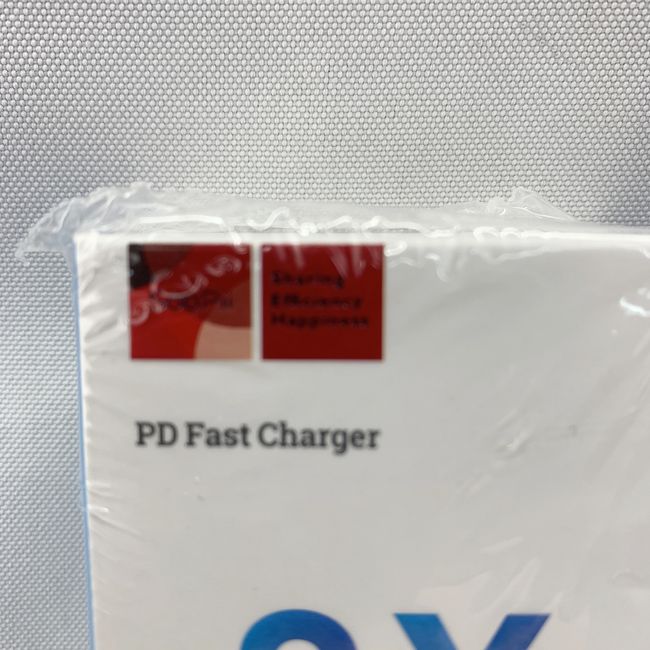 Sharing
Efficiency
Happiness
PD Fast Charger